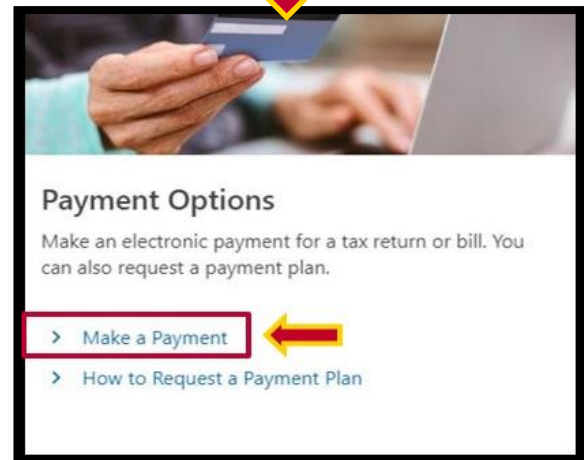 Payment Options
Make an electronic payment for a tax return or bill. You
can also request a payment plan.
> Make a Payment
> How to Request a Payment Plan